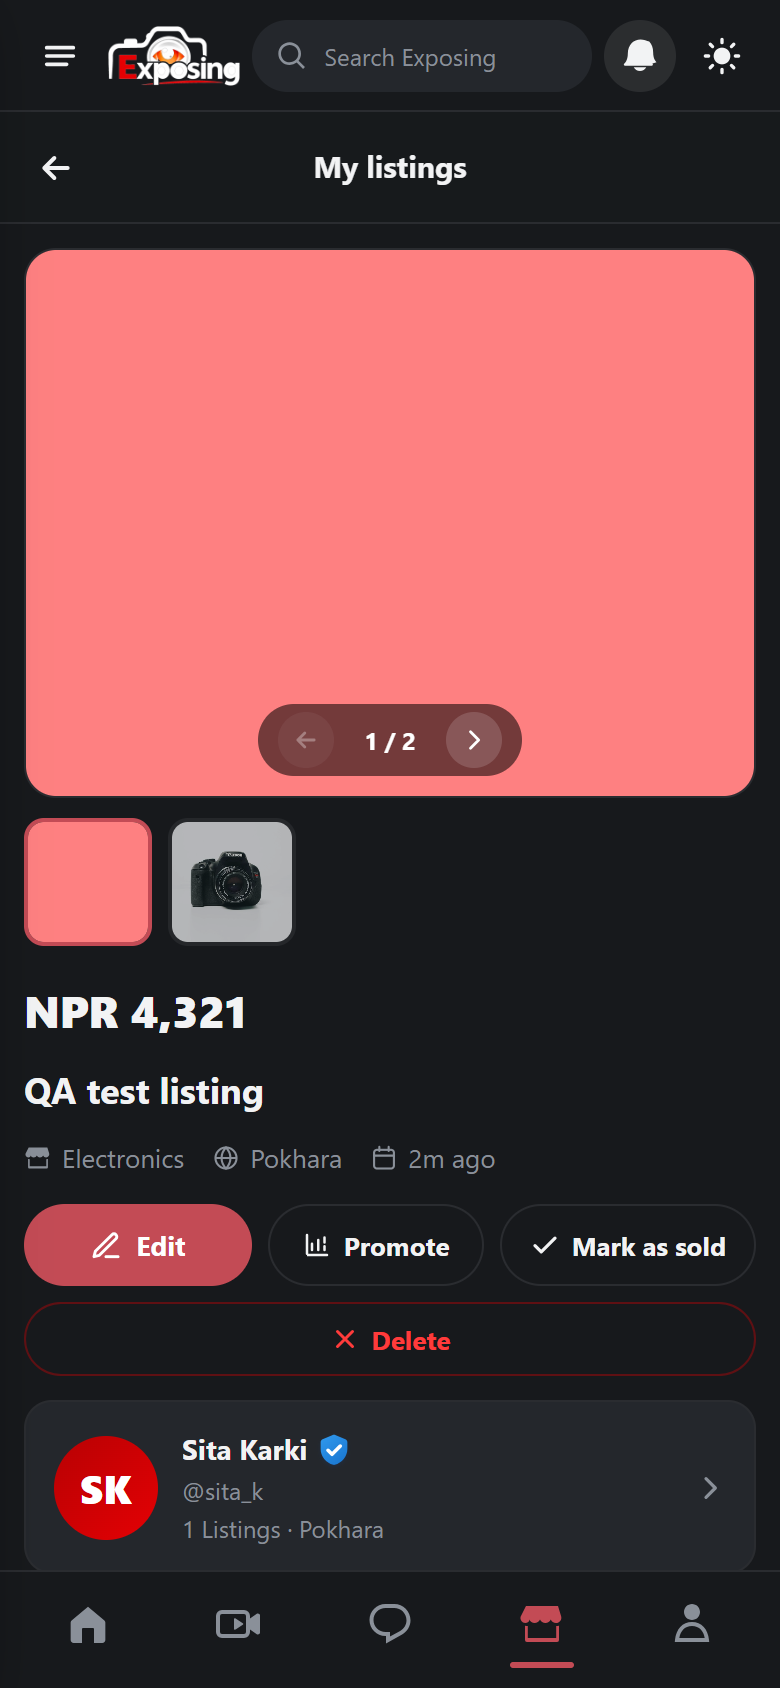 Exposing
Search Exposing
My listings
1 / 2
Canon
NPR 4,321
QA test listing
Electronics Pokhara 2m ago
Edit Promote Mark as sold
Delete
SK
Sita Karki
@sita_k
1 Listings · Pokhara